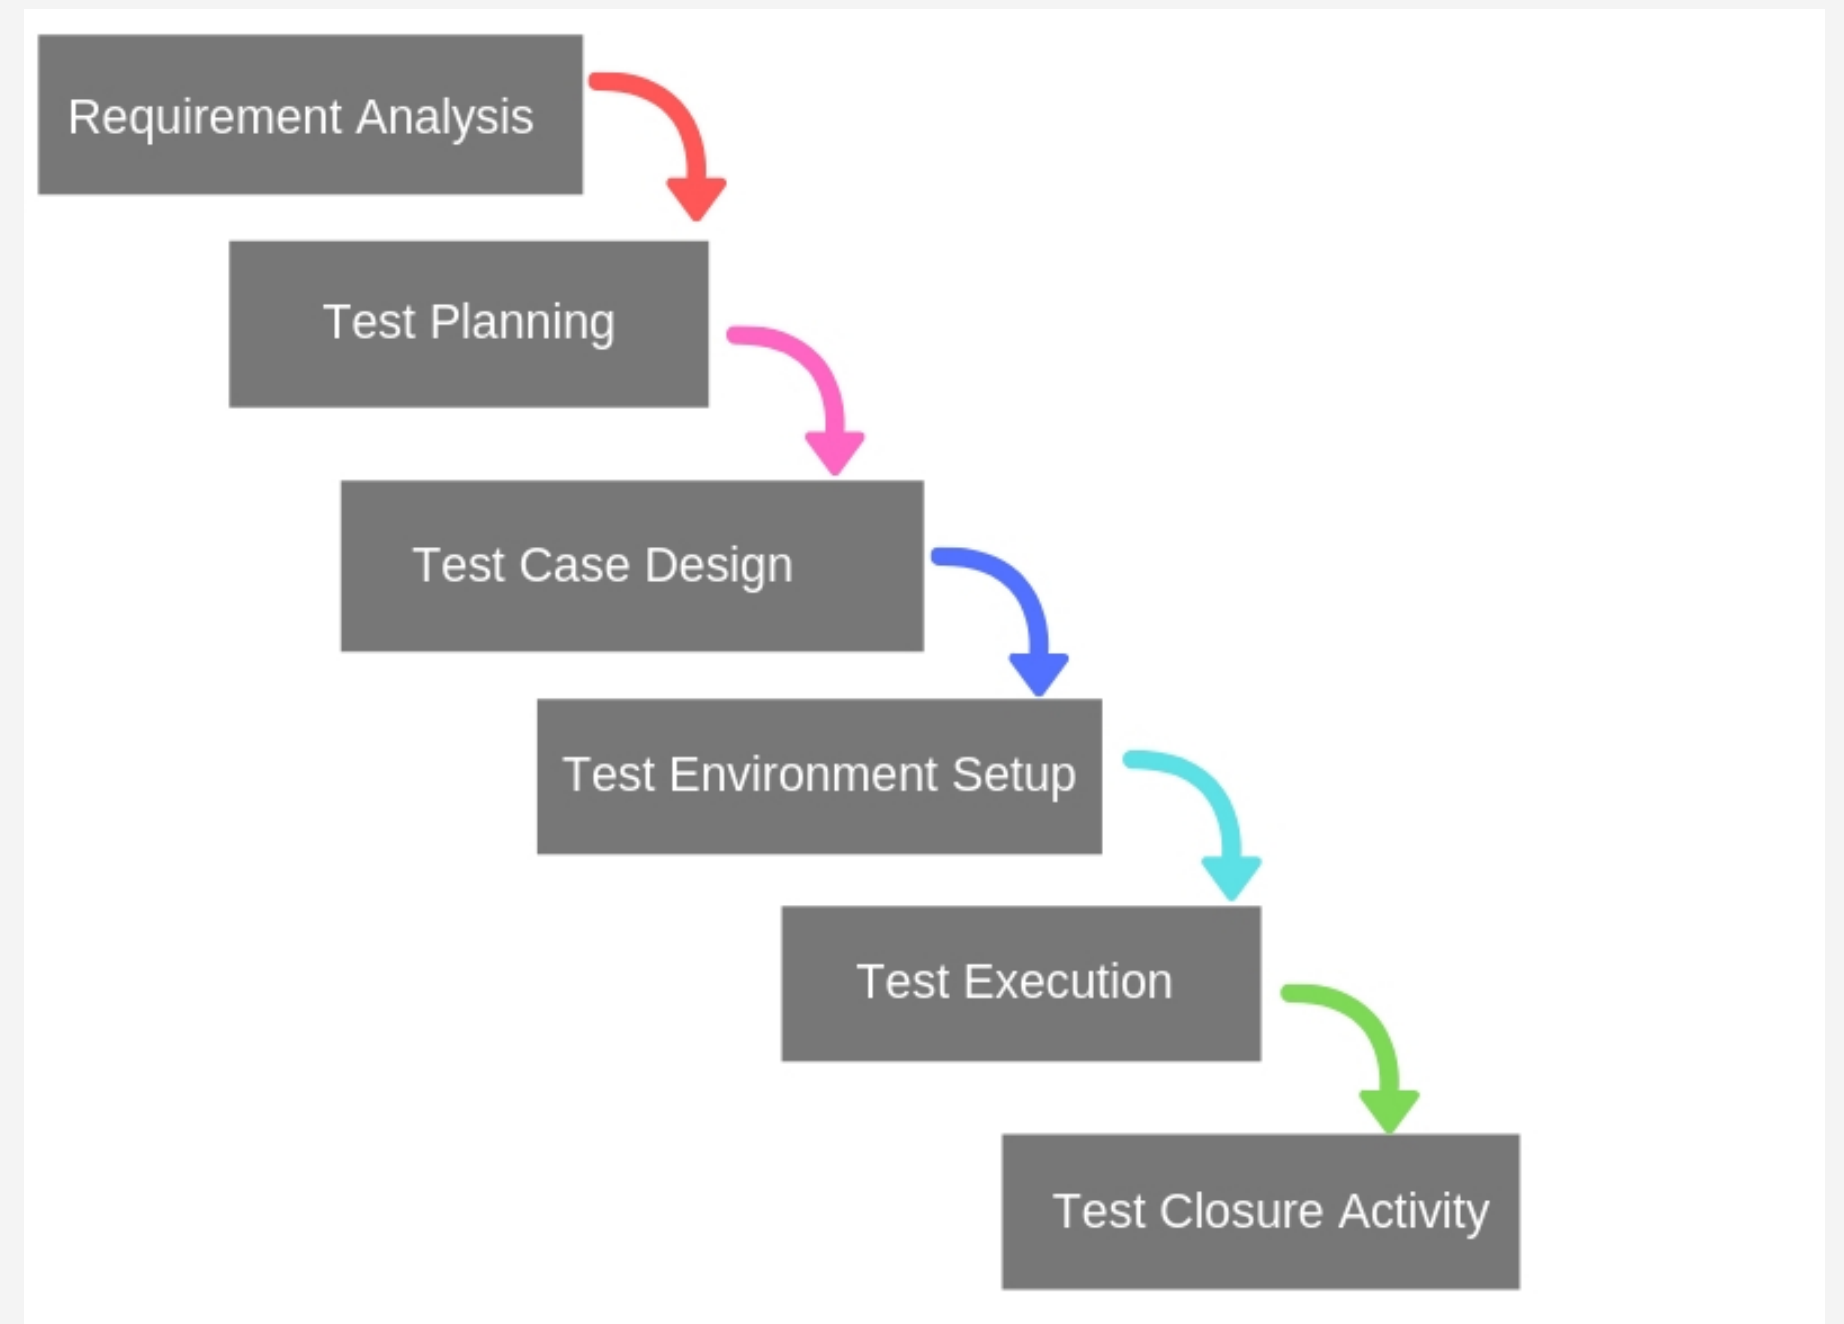 Requirement Analysis
Test Planning
Test Case Design
Test Environment Setup
Test Execution
Test Closure Activity